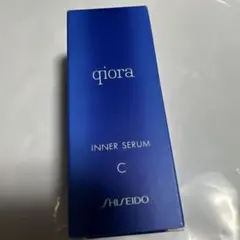 qiora
INNER SERUM
C
SHISEIDO